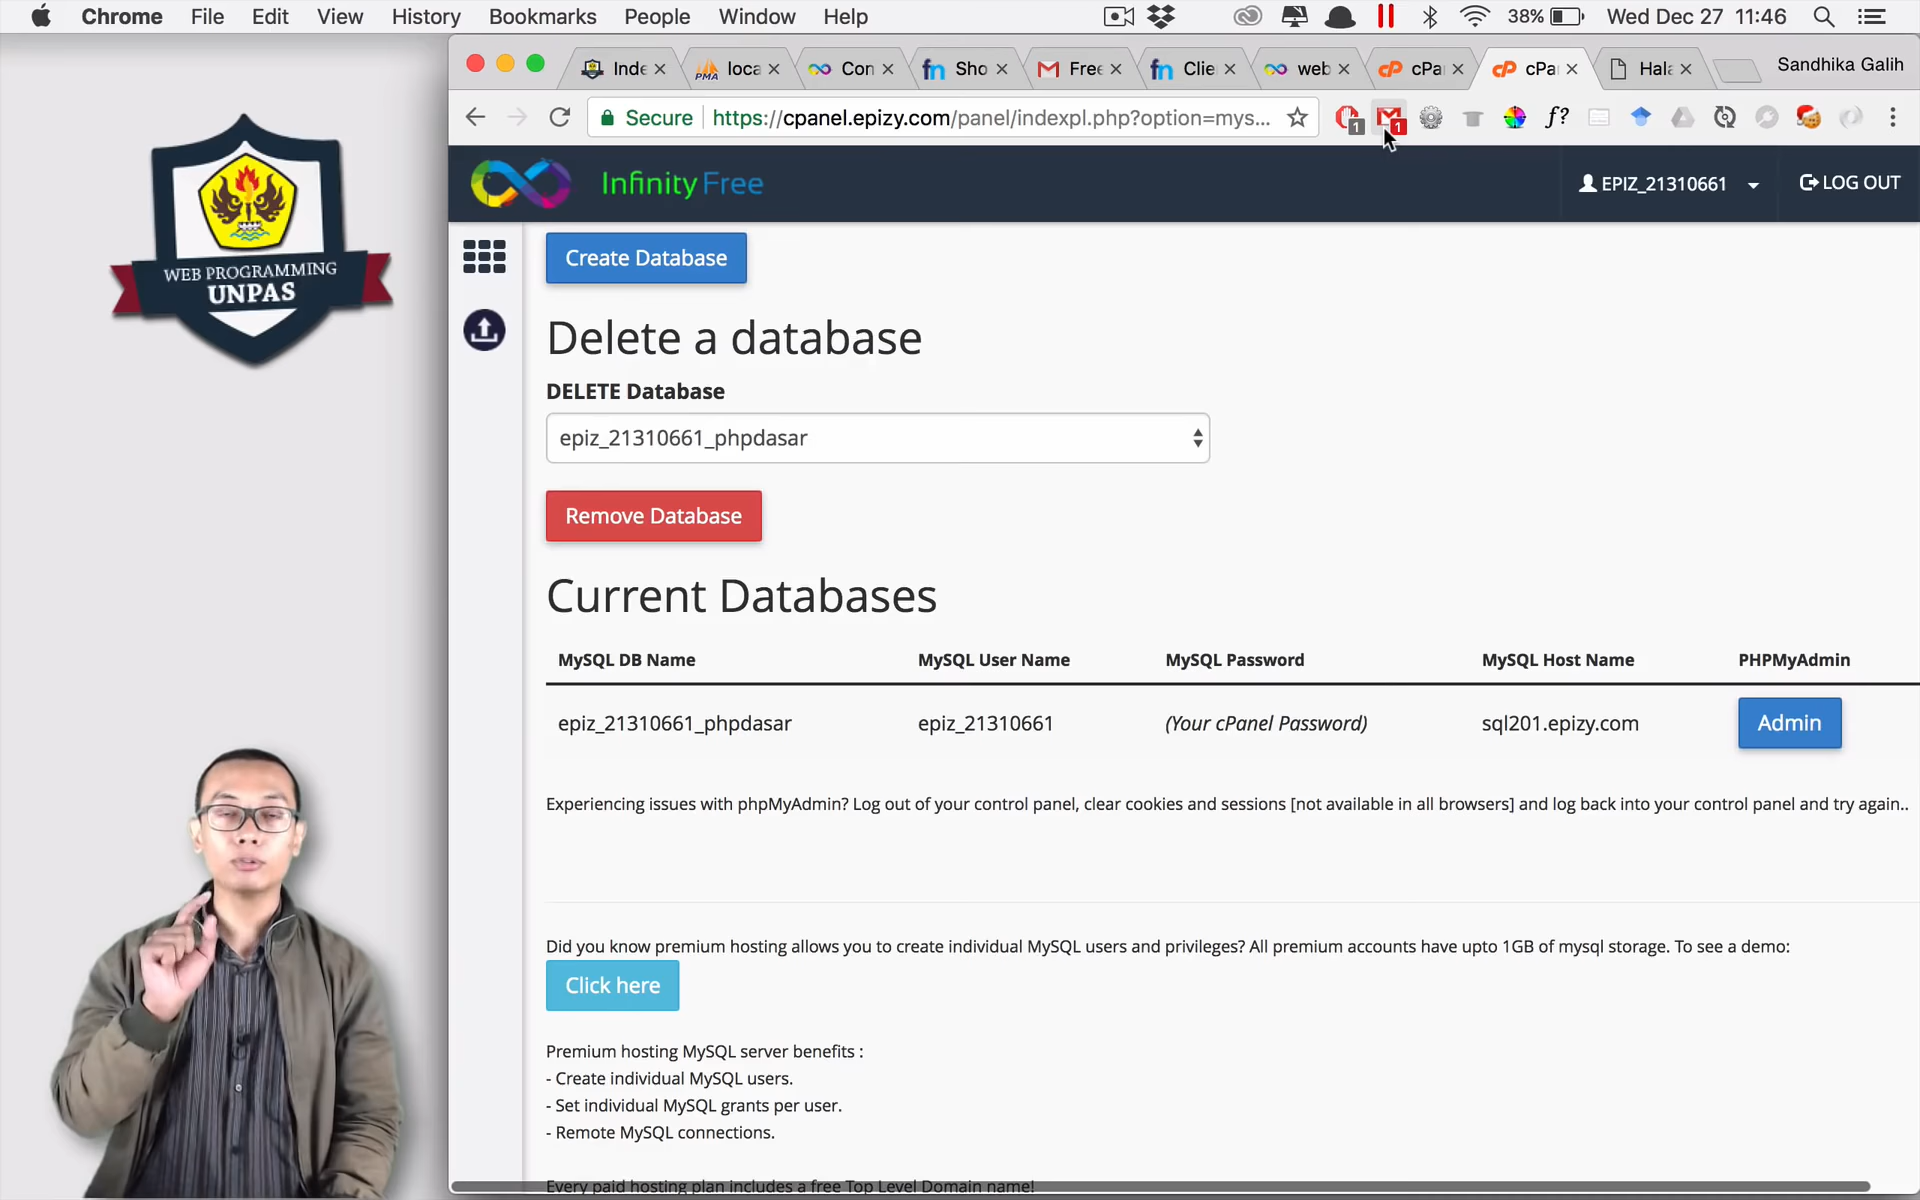 Chrome File Edit View History Bookmarks People Window Help 38% Wed Dec 27 11:46
Inde loca Con Sho Free Clie web cPa cPa Hala Sandhika Galih
PMA
Secure https://cpanel.epizy.com/panel/indexpl.php?option=mys... 1 1 f?
Infinity Free EPIZ_21310661 LOG OUT
WEB PROGRAMMING
UNPAS
Create Database
Delete a database
DELETE Database
epiz_21310661_phpdasar
Remove Database
Current Databases
MySQL DB Name MySQL User Name MySQL Password MySQL Host Name PHPMyAdmin
epiz_21310661_phpdasar epiz_21310661 (Your cPanel Password) sql201.epizy.com Admin
Experiencing issues with phpMyAdmin? Log out of your control panel, clear cookies and sessions [not available in all browsers] and log back into your control panel and try again..
Did you know premium hosting allows you to create individual MySQL users and privileges? All premium accounts have upto 1GB of mysql storage. To see a demo:
Click here
Premium hosting MySQL server benefits :
- Create individual MySQL users.
- Set individual MySQL grants per user.
- Remote MySQL connections.
Every paid hosting plan includes a free Top Level Domain name!